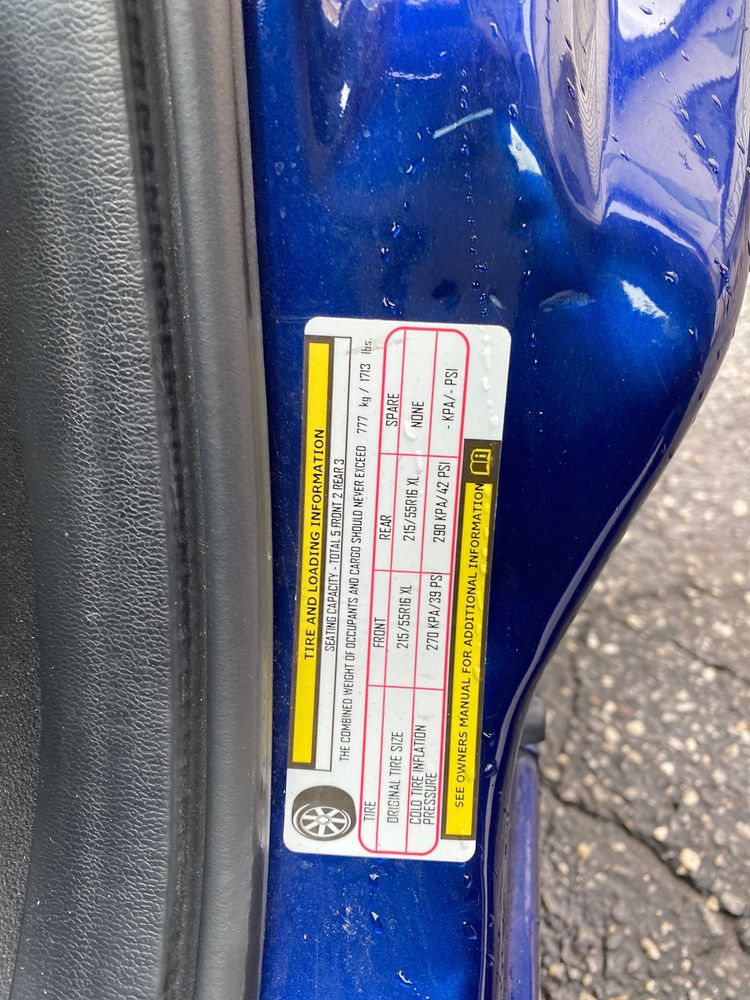 TIRE AND LOADING INFORMATION
SEATING CAPACITY - TOTAL 5 FRONT 2 REAR 3
THE COMBINED WEIGHT OF OCCUPANTS AND CARGO SHOULD NEVER EXCEED 777 kg / 1713 lbs.
TIRE FRONT REAR SPARE
ORIGINAL TIRE SIZE 215/55R16 XL 215/55R16 XL NONE
COLD TIRE INFLATION
PRESSURE 270 KPA/39 PS 290 KPA/42 PSI - KPA/- PSI
SEE OWNERS MANUAL FOR ADDITIONAL INFORMATION